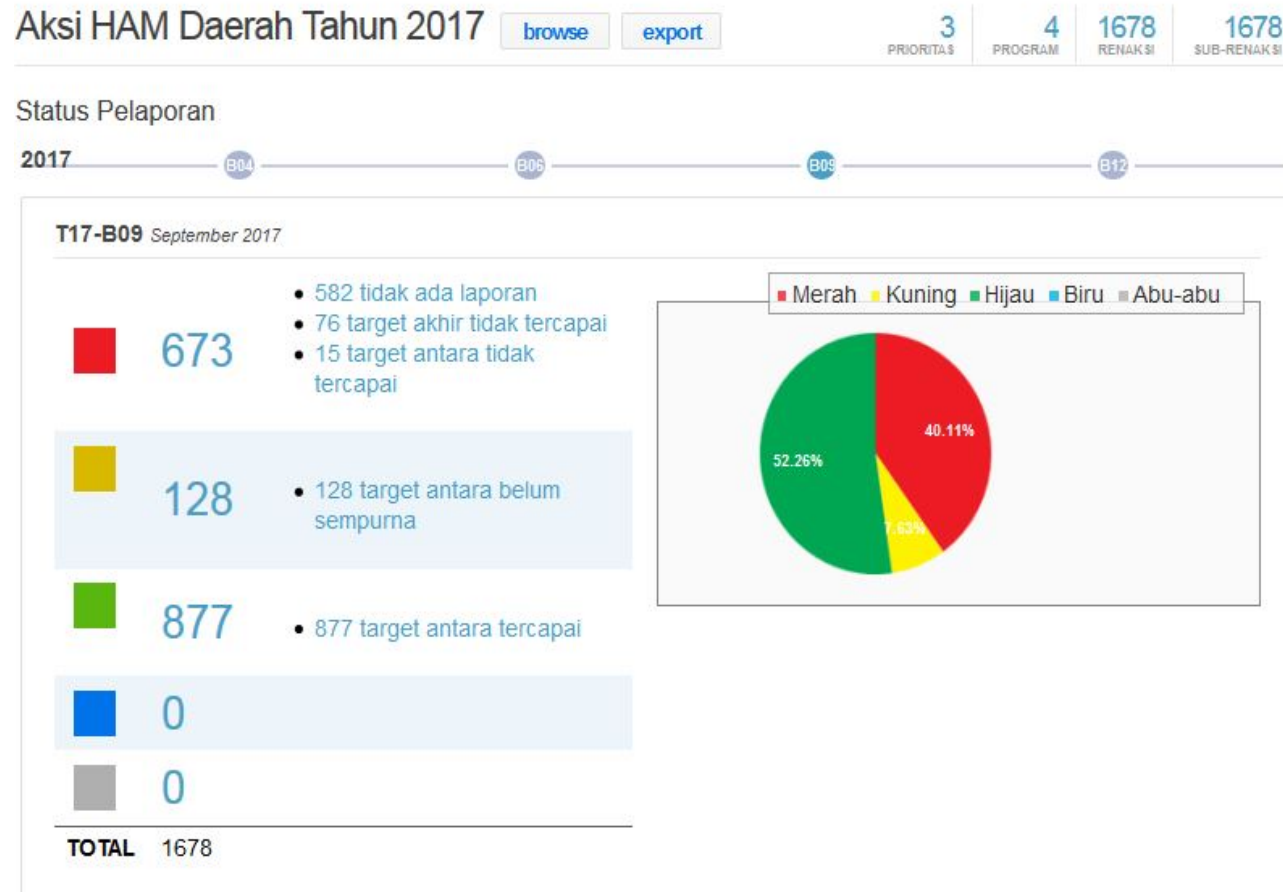 Aksi HAM Daerah Tahun 2017 browse export
3 4 1678 1678
PRIORITAS PROGRAM RENAKSI SUB-RENAKSI
Status Pelaporan
2017 B04 B06 B09 B12
T17-B09 September 2017
673
• 582 tidak ada laporan
• 76 target akhir tidak tercapai
• 15 target antara tidak
tercapai
128
• 128 target antara belum
sempurna
877
• 877 target antara tercapai
0
0
TOTAL 1678
Merah Kuning Hijau Biru Abu-abu
40.11%
52.26%
7.63%